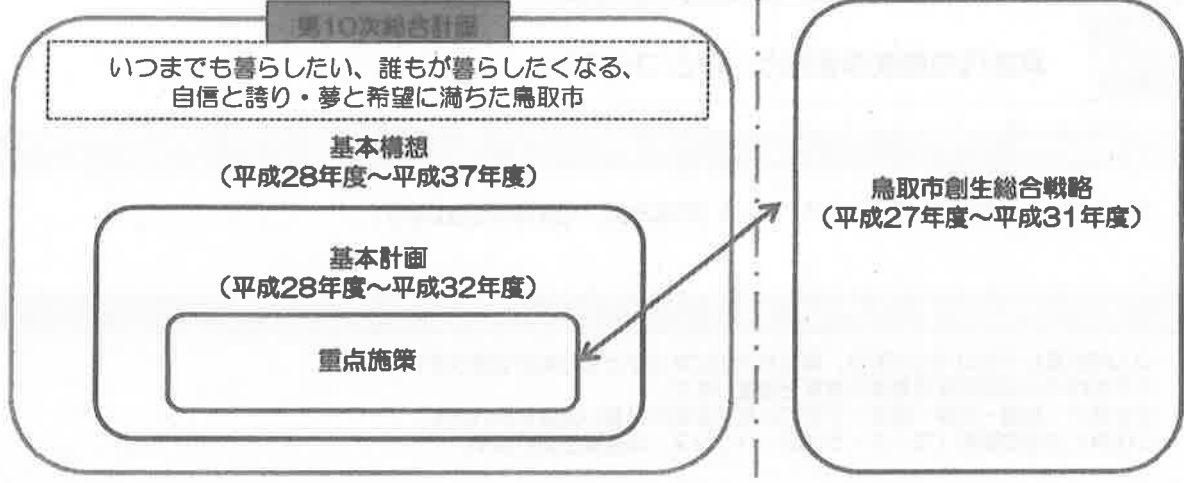 第10次総合計画
いつまでも暮らしたい、誰もが暮らしたくなる、
自信と誇り・夢と希望に満ちた鳥取市
基本構想
（平成28年度～平成37年度）
基本計画
（平成28年度～平成32年度）
重点施策
鳥取市創生総合戦略
（平成27年度～平成31年度）